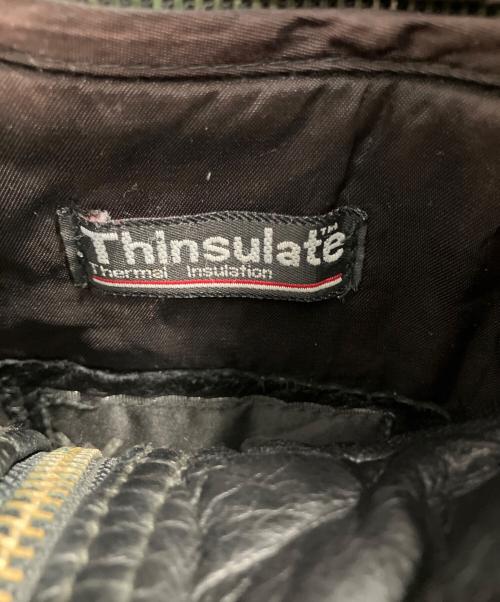 Thinsulate™
Thermal Insulation